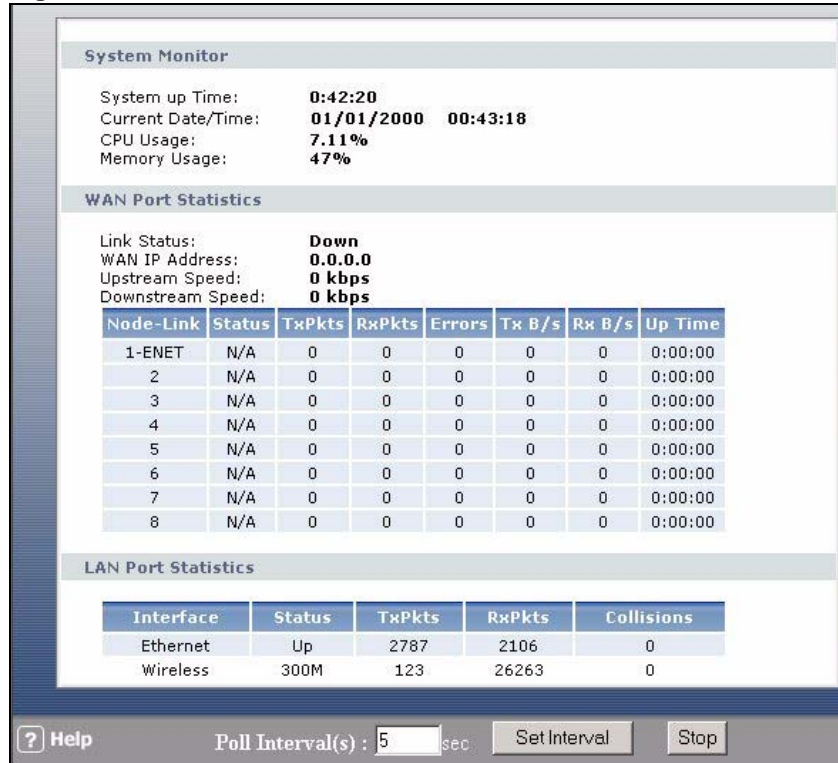 System Monitor
System up Time: 0:42:20
Current Date/Time: 01/01/2000 00:43:18
CPU Usage: 7.11%
Memory Usage: 47%
WAN Port Statistics
Link Status: Down
WAN IP Address: 0.0.0.0
Upstream Speed: 0 kbps
Downstream Speed: 0 kbps
Node-Link Status TxPkts RxPkts Errors Tx B/s Rx B/s Up Time
1-ENET N/A 0 0 0 0 0 0:00:00
2 N/A 0 0 0 0 0 0:00:00
3 N/A 0 0 0 0 0 0:00:00
4 N/A 0 0 0 0 0 0:00:00
5 N/A 0 0 0 0 0 0:00:00
6 N/A 0 0 0 0 0 0:00:00
7 N/A 0 0 0 0 0 0:00:00
8 N/A 0 0 0 0 0 0:00:00
LAN Port Statistics
Interface Status TxPkts RxPkts Collisions
Ethernet Up 2787 2106 0
Wireless 300M 123 26263 0
? Help Poll Interval(s) : 5 sec Set Interval Stop